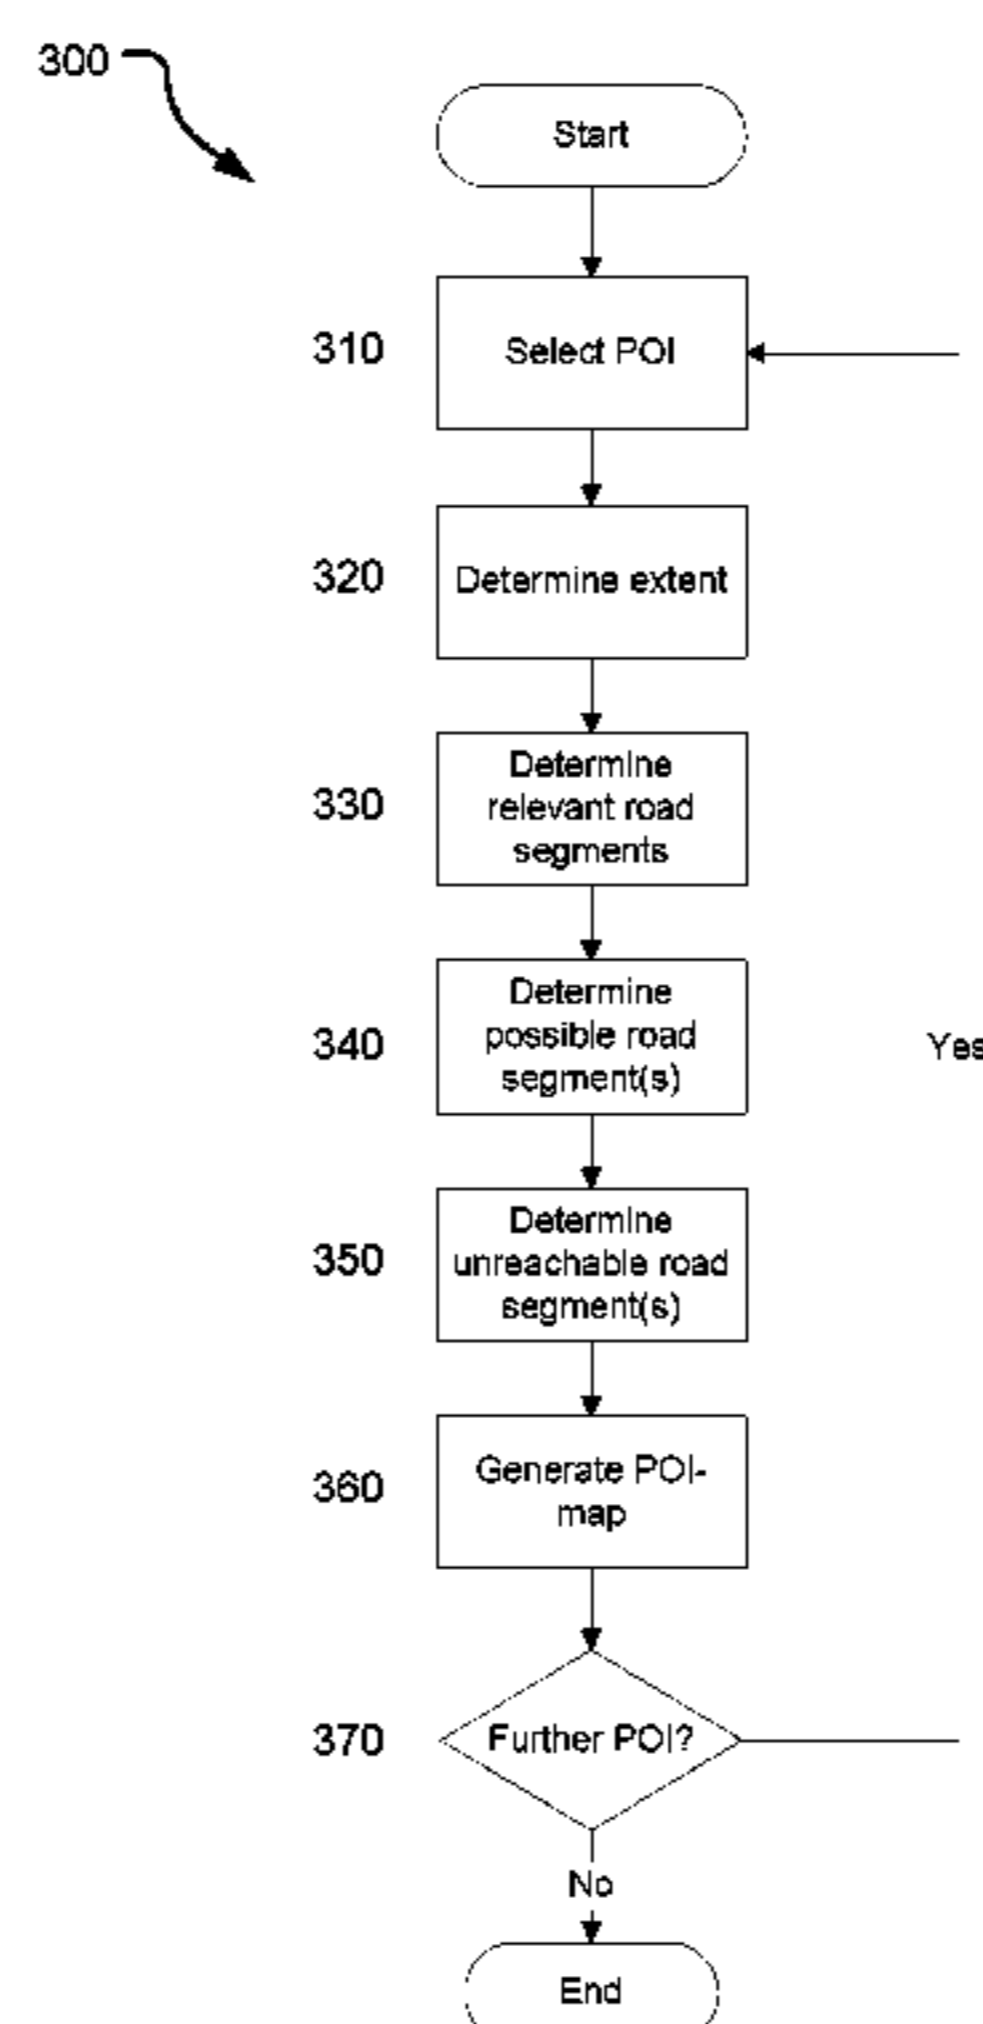 300
Start
310
Select POI
320
Determine extent
330
Determine
relevant road
segments
340
Determine
possible road
segment(s)
Yes
350
Determine
unreachable road
segment(s)
360
Generate POI-
map
370
Further POI?
No
End